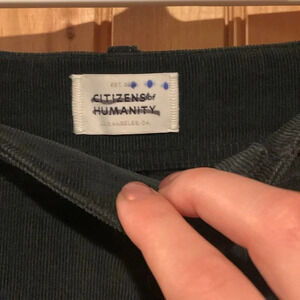 EST.
CITIZENS of
HUMANITY
LOS ANGELES CA.